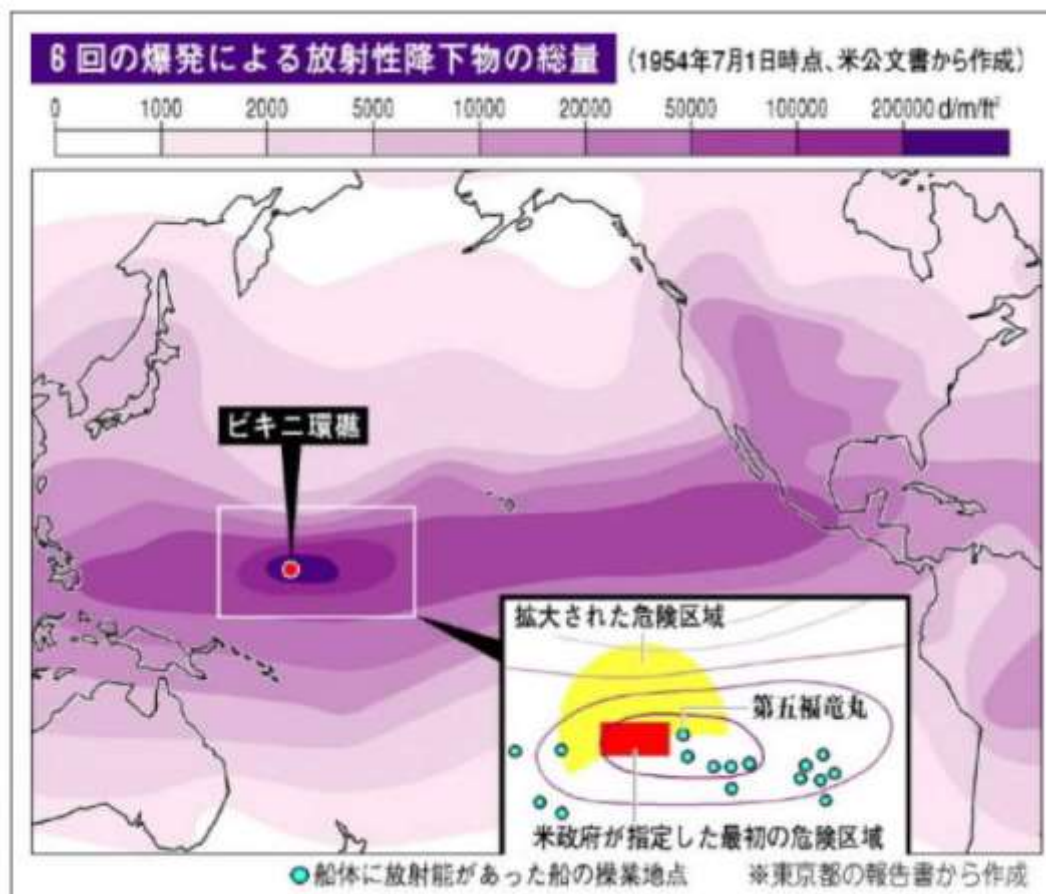 6回の爆発による放射性降下物の総量 (1954年7月1日時点、米公文書から作成)
0 1000 2000 5000 10000 20000 50000 100000 200000 d/m/ft²
ビキニ環礁
拡大された危険区域
第五福竜丸
米政府が指定した最初の危険区域
船体に放射能があった船の操業地点 ※東京都の報告書から作成